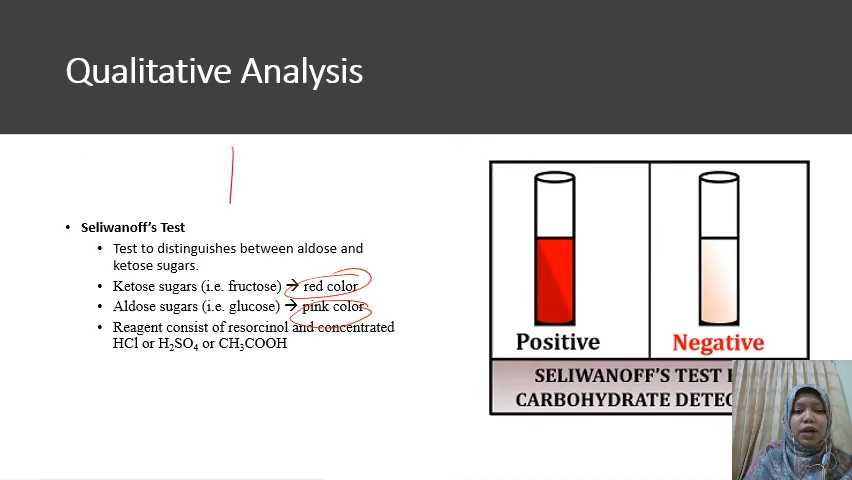 Qualitative Analysis
• Seliwanoff's Test
• Test to distinguishes between aldose and
ketose sugars.
• Ketose sugars (i.e. fructose) → red color
• Aldose sugars (i.e. glucose) → pink color
• Reagent consist of resorcinol and concentrated
HCl or H₂SO₄ or CH₃COOH
Positive
Negative
SELIWANOFF'S TEST
CARBOHYDRATE